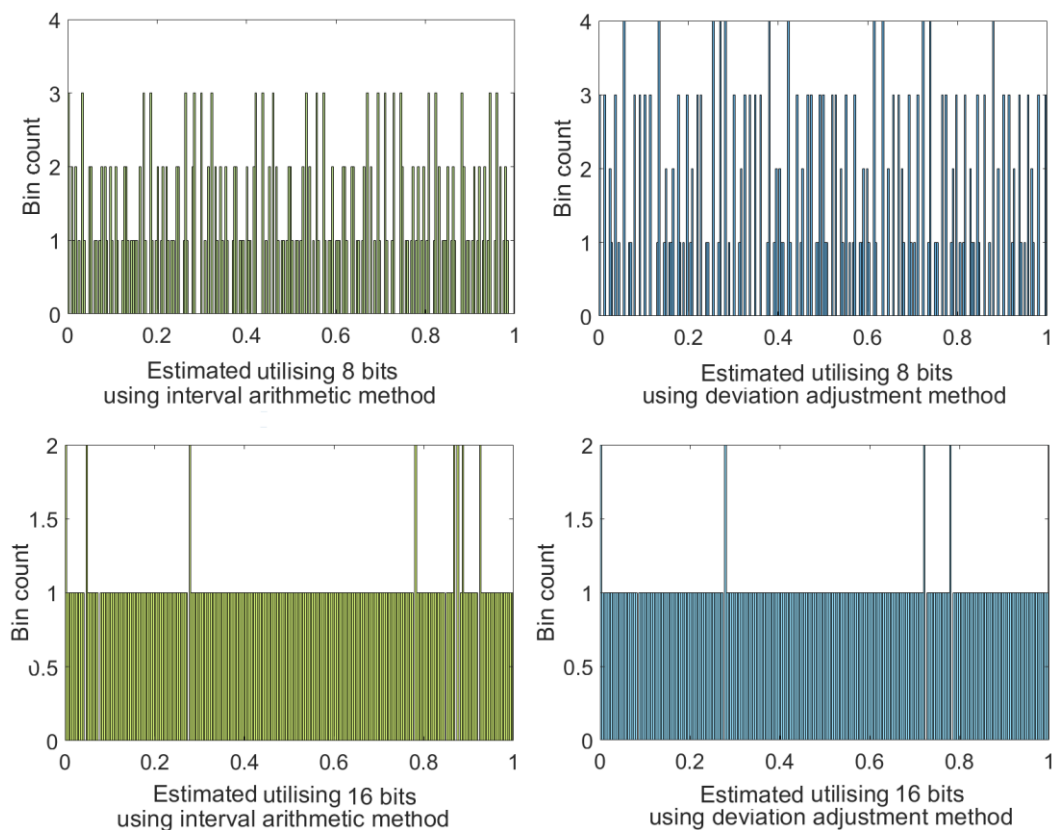 4
3
2
1
0
Bin count
0 0.2 0.4 0.6 0.8 1
Estimated utilising 8 bits
using interval arithmetic method
4
3
2
1
0
Bin count
0 0.2 0.4 0.6 0.8 1
Estimated utilising 8 bits
using deviation adjustment method
2
1.5
1
0.5
0
Bin count
0 0.2 0.4 0.6 0.8 1
Estimated utilising 16 bits
using interval arithmetic method
2
1.5
1
0.5
0
Bin count
0 0.2 0.4 0.6 0.8 1
Estimated utilising 16 bits
using deviation adjustment method